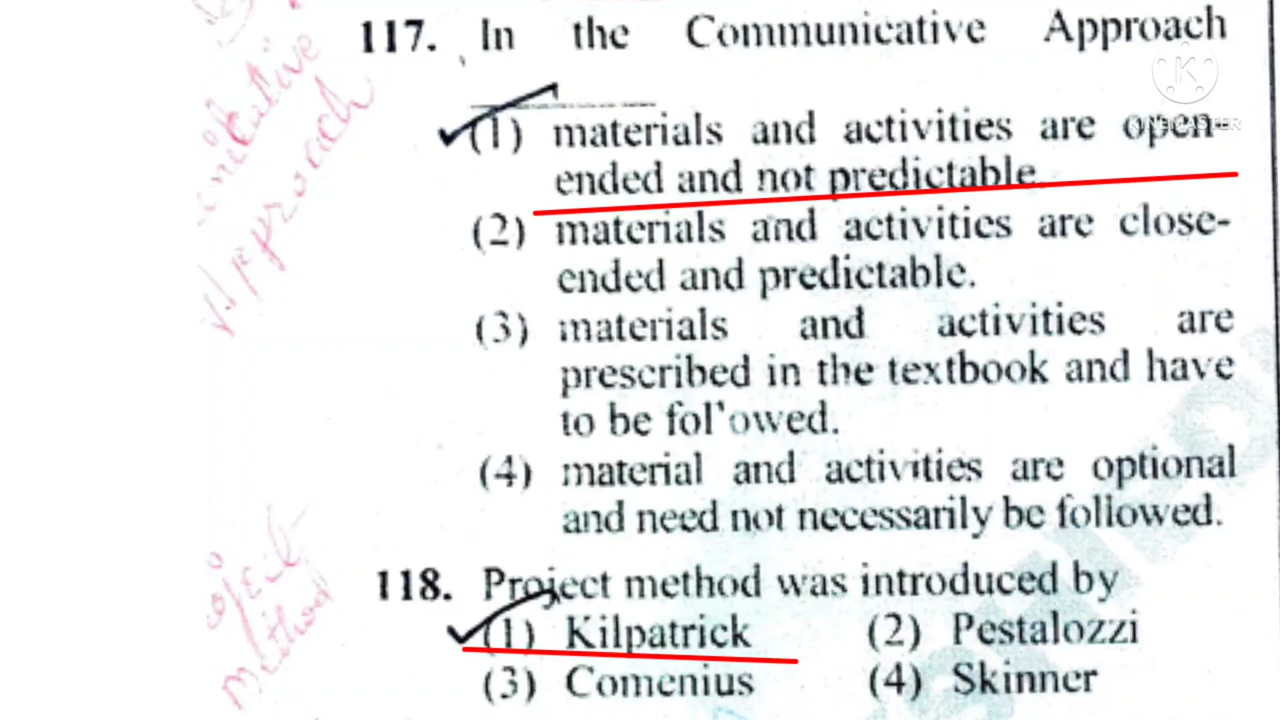 117. In the Communicative Approach
(1) materials and activities are open-
ended and not predictable.
(2) materials and activities are close-
ended and predictable.
(3) materials and activities are
prescribed in the textbook and have
to be fol'owed.
(4) material and activities are optional
and need not necessarily be followed.
118. Project method was introduced by
(1) Kilpatrick (2) Pestalozzi
(3) Comenius (4) Skinner
Approach
method
KINEMASTER